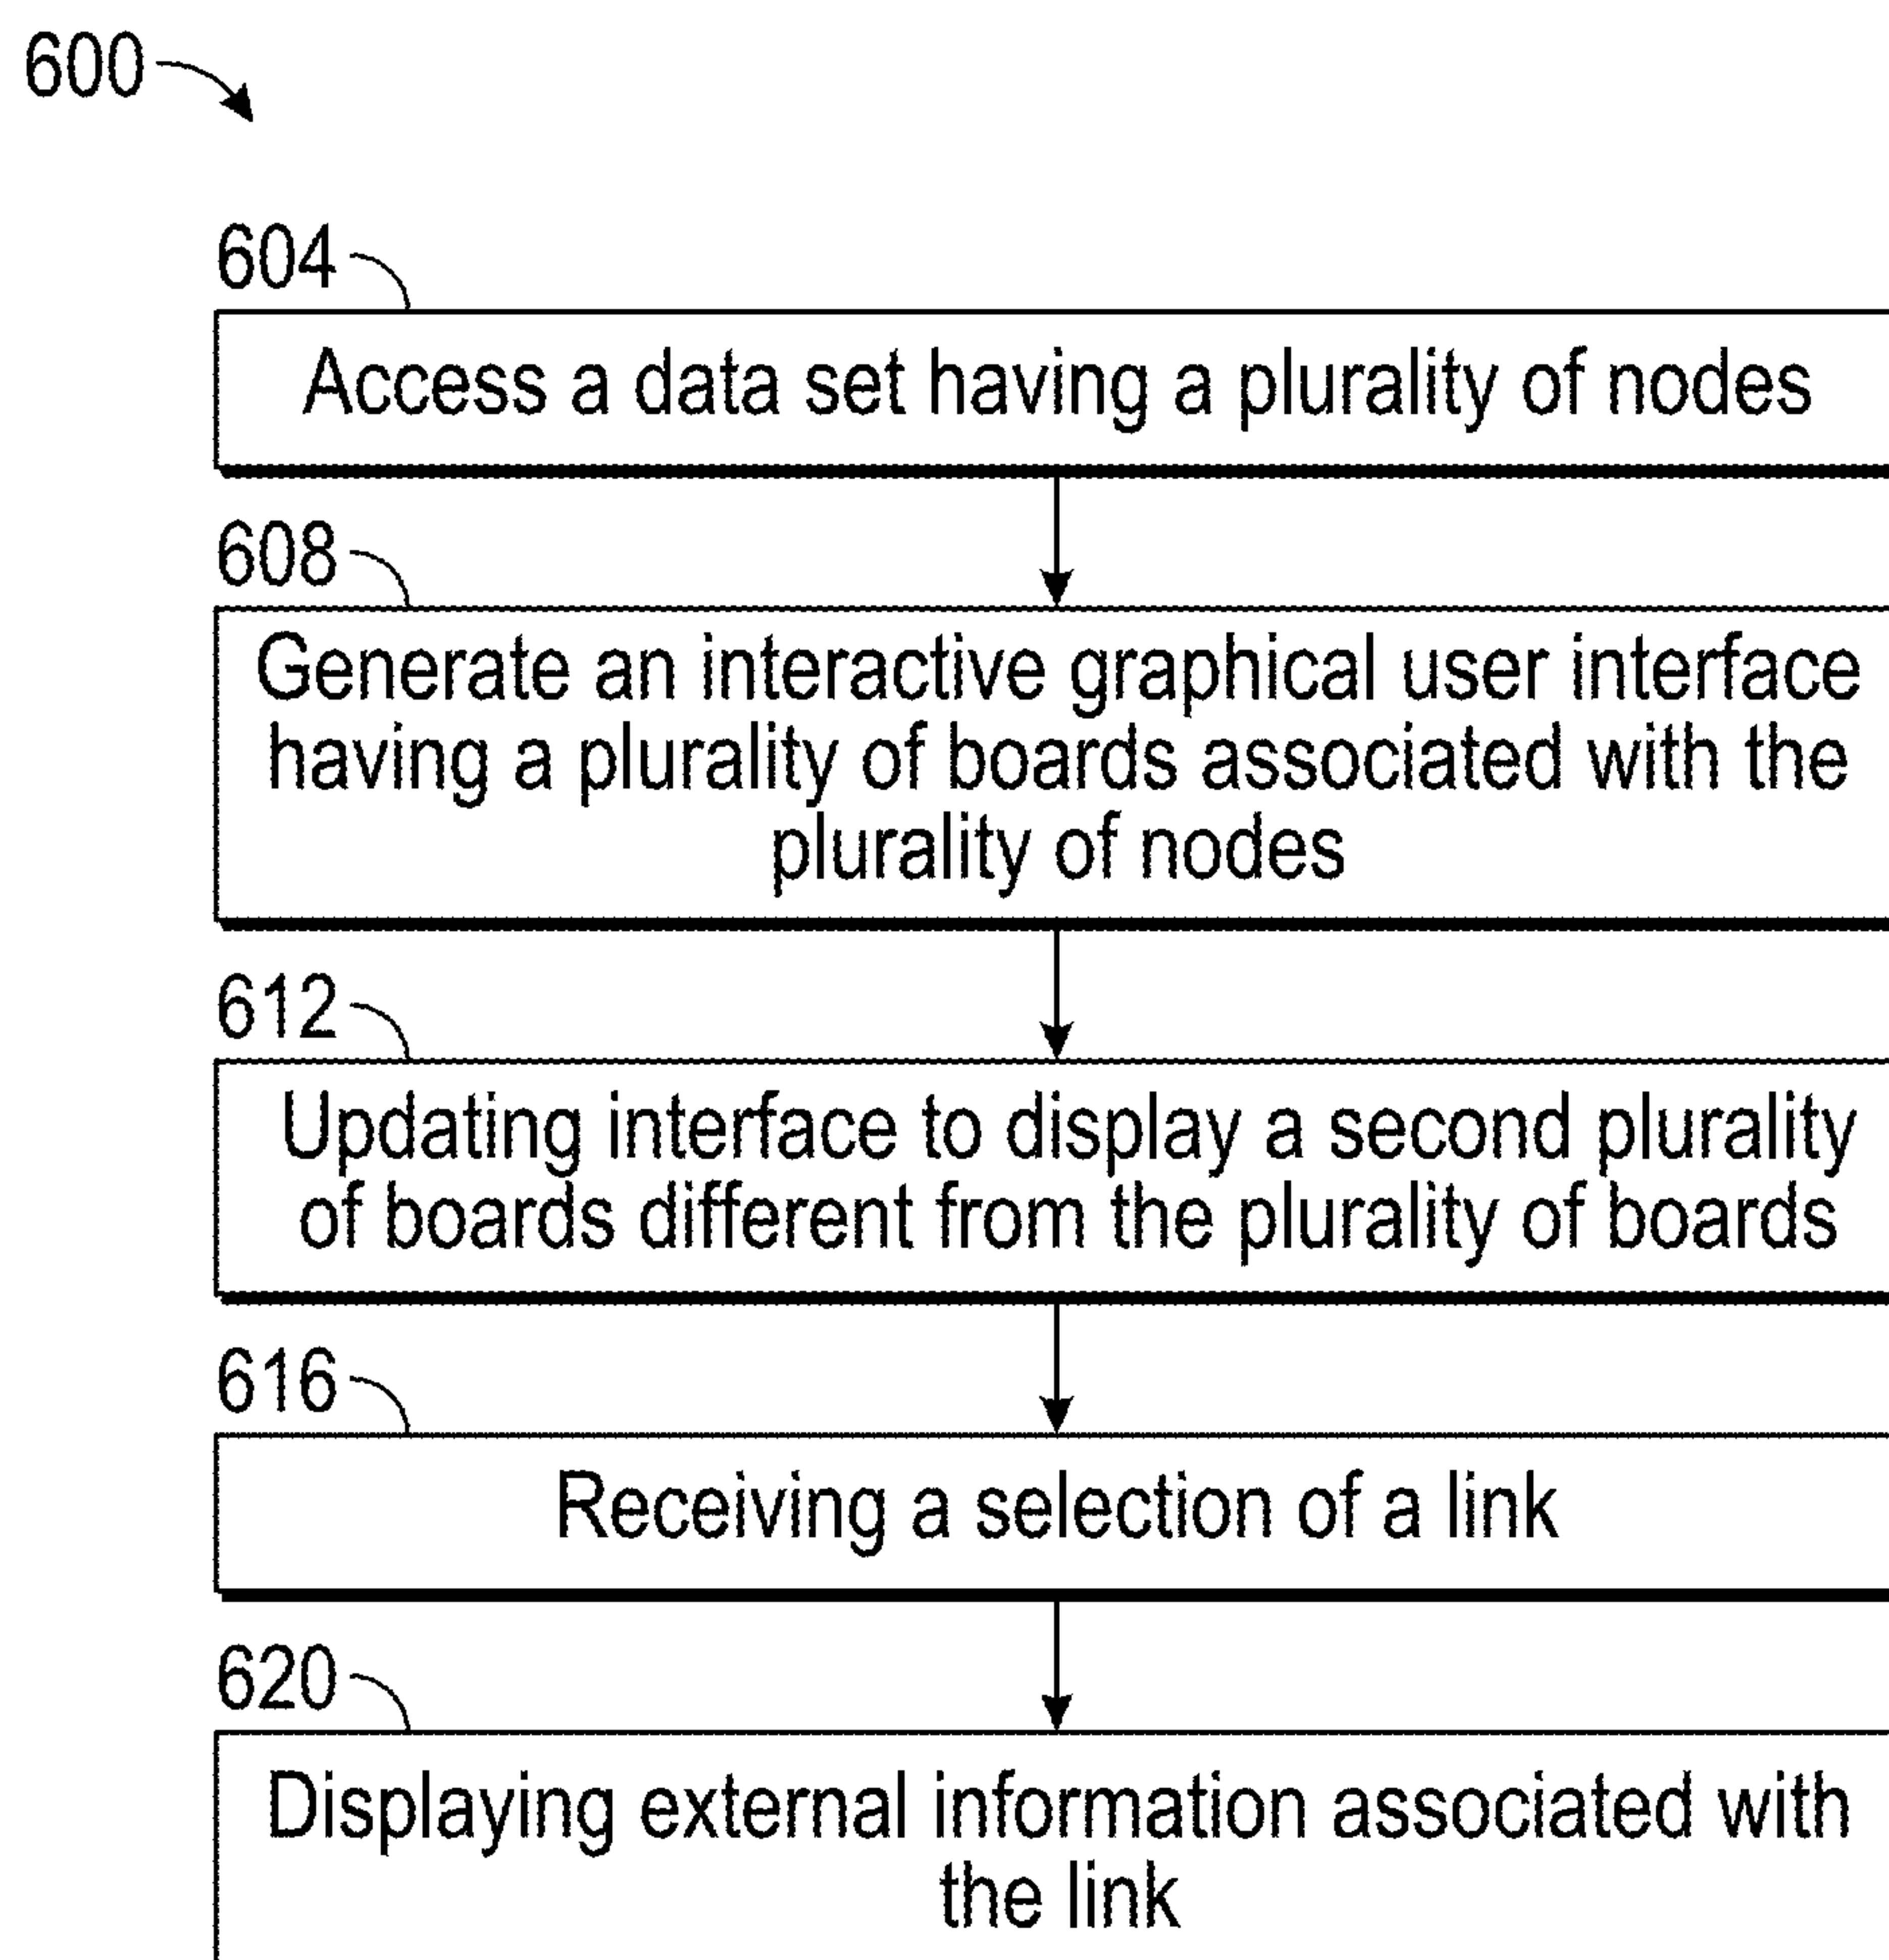 600
604
Access a data set having a plurality of nodes
608
Generate an interactive graphical user interface
having a plurality of boards associated with the
plurality of nodes
612
Updating interface to display a second plurality
of boards different from the plurality of boards
616
Receiving a selection of a link
620
Displaying external information associated with
the link